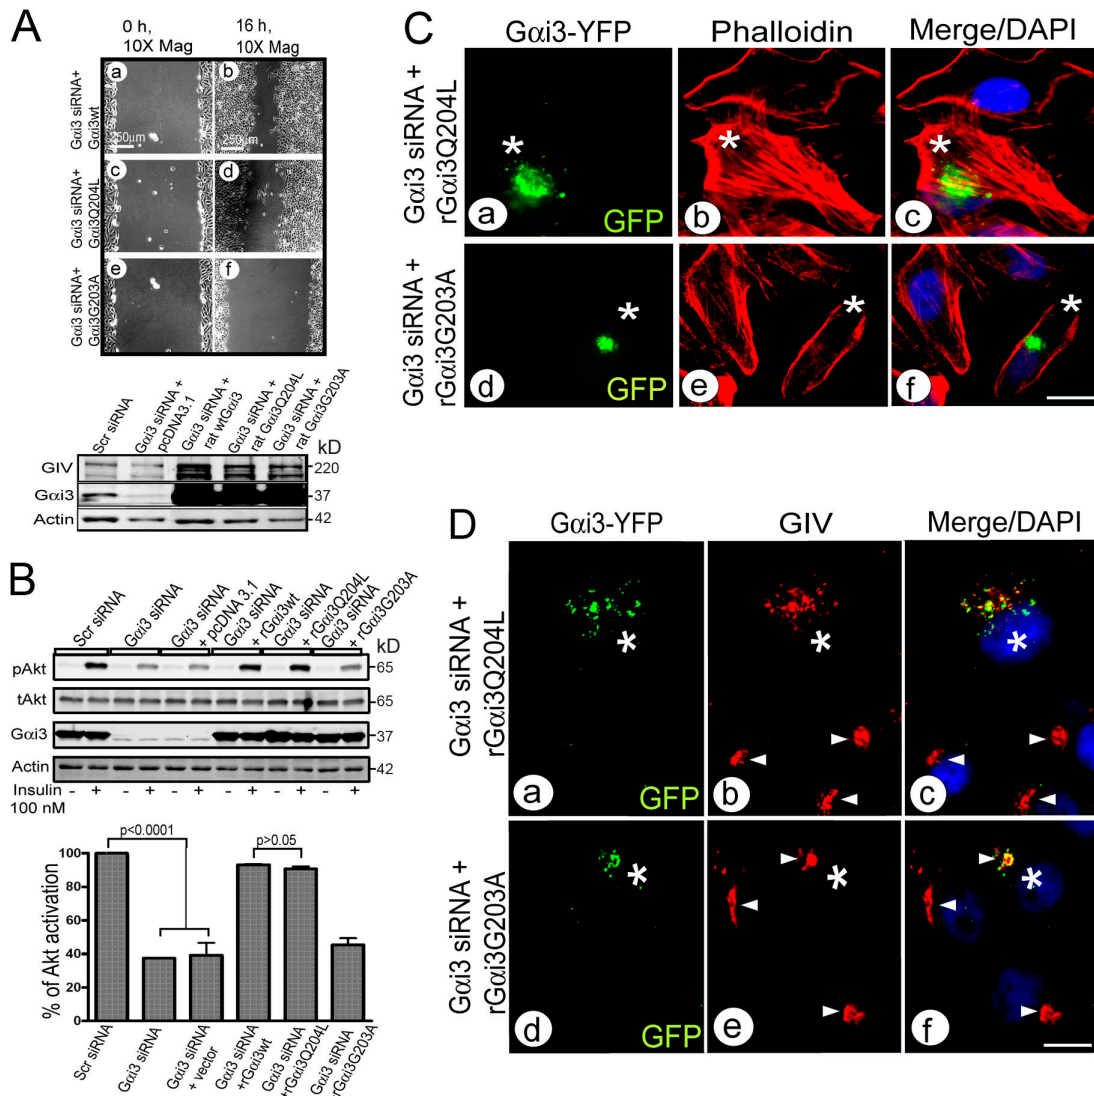 A
0 h,
10X Mag
16 h,
10X Mag
Gαi3 siRNA+
Gαi3wt
a
250µm
b
250µm
Gαi3 siRNA+
Gαi3Q204L
c
d
Gαi3 siRNA+
Gαi3G203A
e
f
Scr siRNA
Gαi3 siRNA +
pcDNA3.1
Gαi3 siRNA +
rat wtGαi3
Gαi3 siRNA +
rat Gαi3Q204L
Gαi3 siRNA +
rat Gαi3G203A
kD
GIV
220
Gαi3
37
Actin
42
B
Scr siRNA
Gαi3 siRNA
Gαi3 siRNA
+ pcDNA 3.1
Gαi3 siRNA
+ rGαi3wt
Gαi3 siRNA
+ rGαi3Q204L
Gαi3 siRNA
+ rGαi3G203A
kD
pAkt
65
tAkt
65
Gαi3
37
Actin
42
Insulin - + - + - + - + - + - +
100 nM
% of Akt activation
100
80
60
40
20
0
p<0.0001
p>0.05
Scr siRNA
Gαi3 siRNA
Gαi3 siRNA
+ vector
Gαi3 siRNA
+rGαi3wt
Gαi3 siRNA
+rGαi3Q204L
Gαi3 siRNA
+rGαi3G203A
C
Gαi3-YFP
Phalloidin
Merge/DAPI
Gαi3 siRNA +
rGαi3Q204L
*
a
GFP
*
b
*
c
Gαi3 siRNA +
rGαi3G203A
*
d
GFP
*
e
*
f
D
Gαi3-YFP
GIV
Merge/DAPI
Gαi3 siRNA +
rGαi3Q204L
*
a
GFP
*
b
*
c
Gαi3 siRNA +
rGαi3G203A
*
d
GFP
*
e
*
f